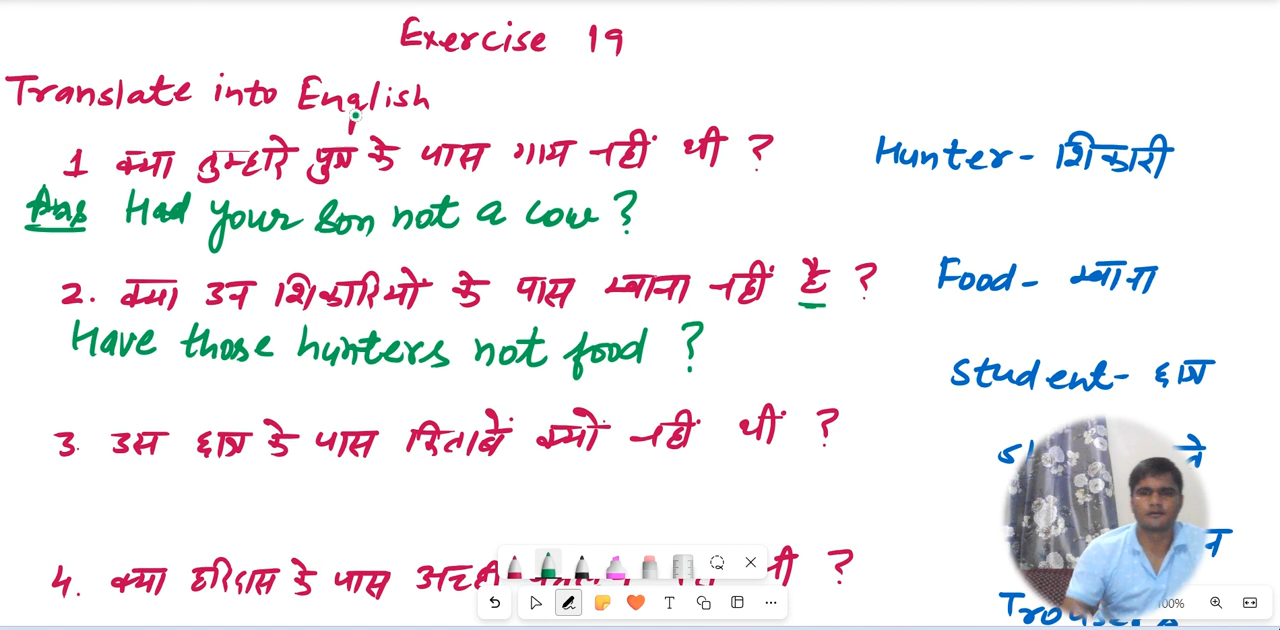 Exercise 19
Translate into English
1 क्या तुम्हारे पुत्र के पास गाय नहीं थी ?
Hunter - शिकारी
Ans Had your son not a cow ?
2. क्या उन शिकारियों के पास खाना नहीं है ?
Food - खाना
Have those hunters not food ?
Student - छात्र
3. उस छात्र के पास किताबें क्यों नहीं थीं ?
4. क्या हरिदास के पास अच्छी थी ?
100%